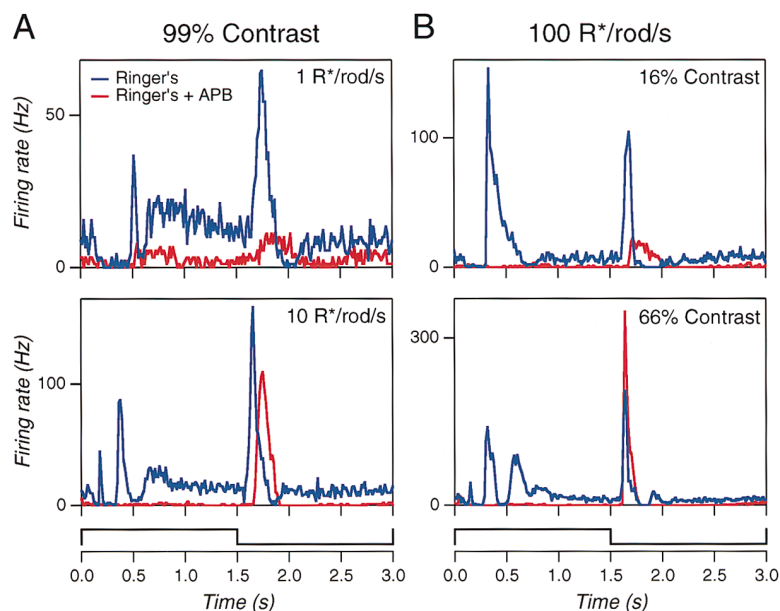 A
99% Contrast
B
100 R*/rod/s
Ringer's
Ringer's + APB
1 R*/rod/s
50
0
Firing rate (Hz)
16% Contrast
100
0
10 R*/rod/s
100
0
Firing rate (Hz)
66% Contrast
300
0
0.0 0.5 1.0 1.5 2.0 2.5 3.0
Time (s)
0.0 0.5 1.0 1.5 2.0 2.5 3.0
Time (s)